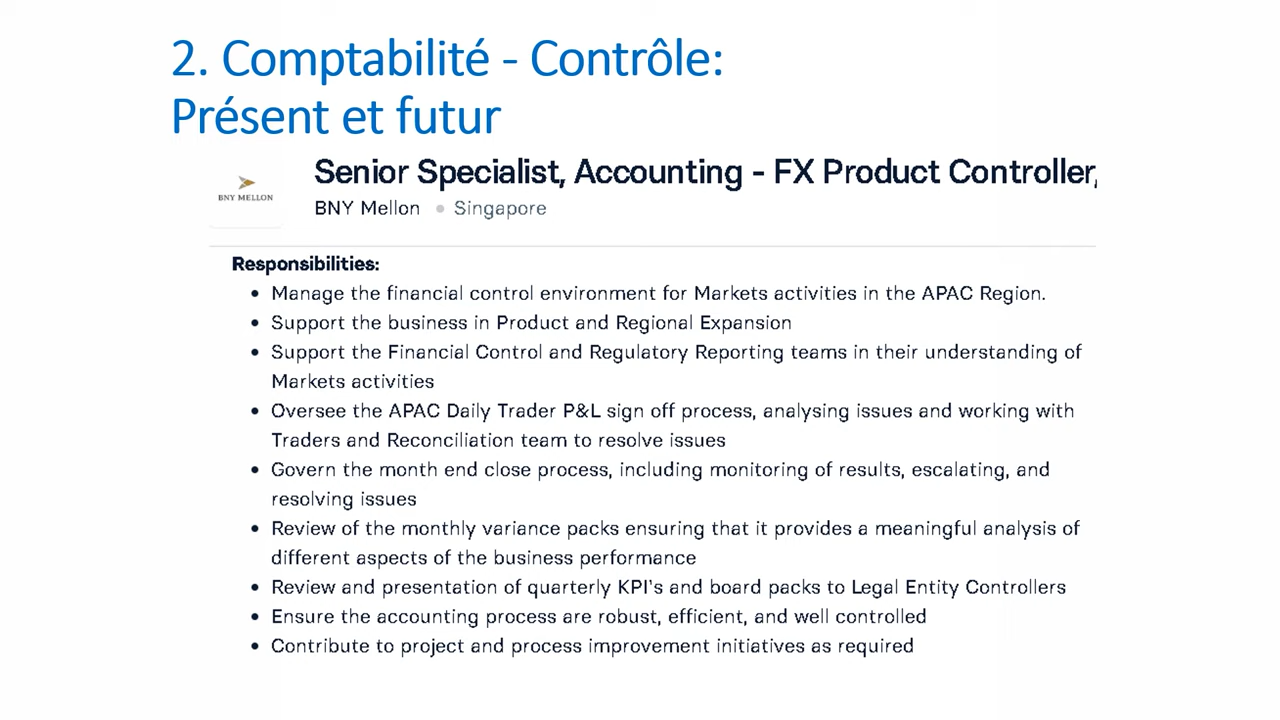 2. Comptabilité - Contrôle:
Présent et futur
BNY MELLON
Senior Specialist, Accounting - FX Product Controller,
BNY Mellon • Singapore
Responsibilities:
• Manage the financial control environment for Markets activities in the APAC Region.
• Support the business in Product and Regional Expansion
• Support the Financial Control and Regulatory Reporting teams in their understanding of
Markets activities
• Oversee the APAC Daily Trader P&L sign off process, analysing issues and working with
Traders and Reconciliation team to resolve issues
• Govern the month end close process, including monitoring of results, escalating, and
resolving issues
• Review of the monthly variance packs ensuring that it provides a meaningful analysis of
different aspects of the business performance
• Review and presentation of quarterly KPI's and board packs to Legal Entity Controllers
• Ensure the accounting process are robust, efficient, and well controlled
• Contribute to project and process improvement initiatives as required